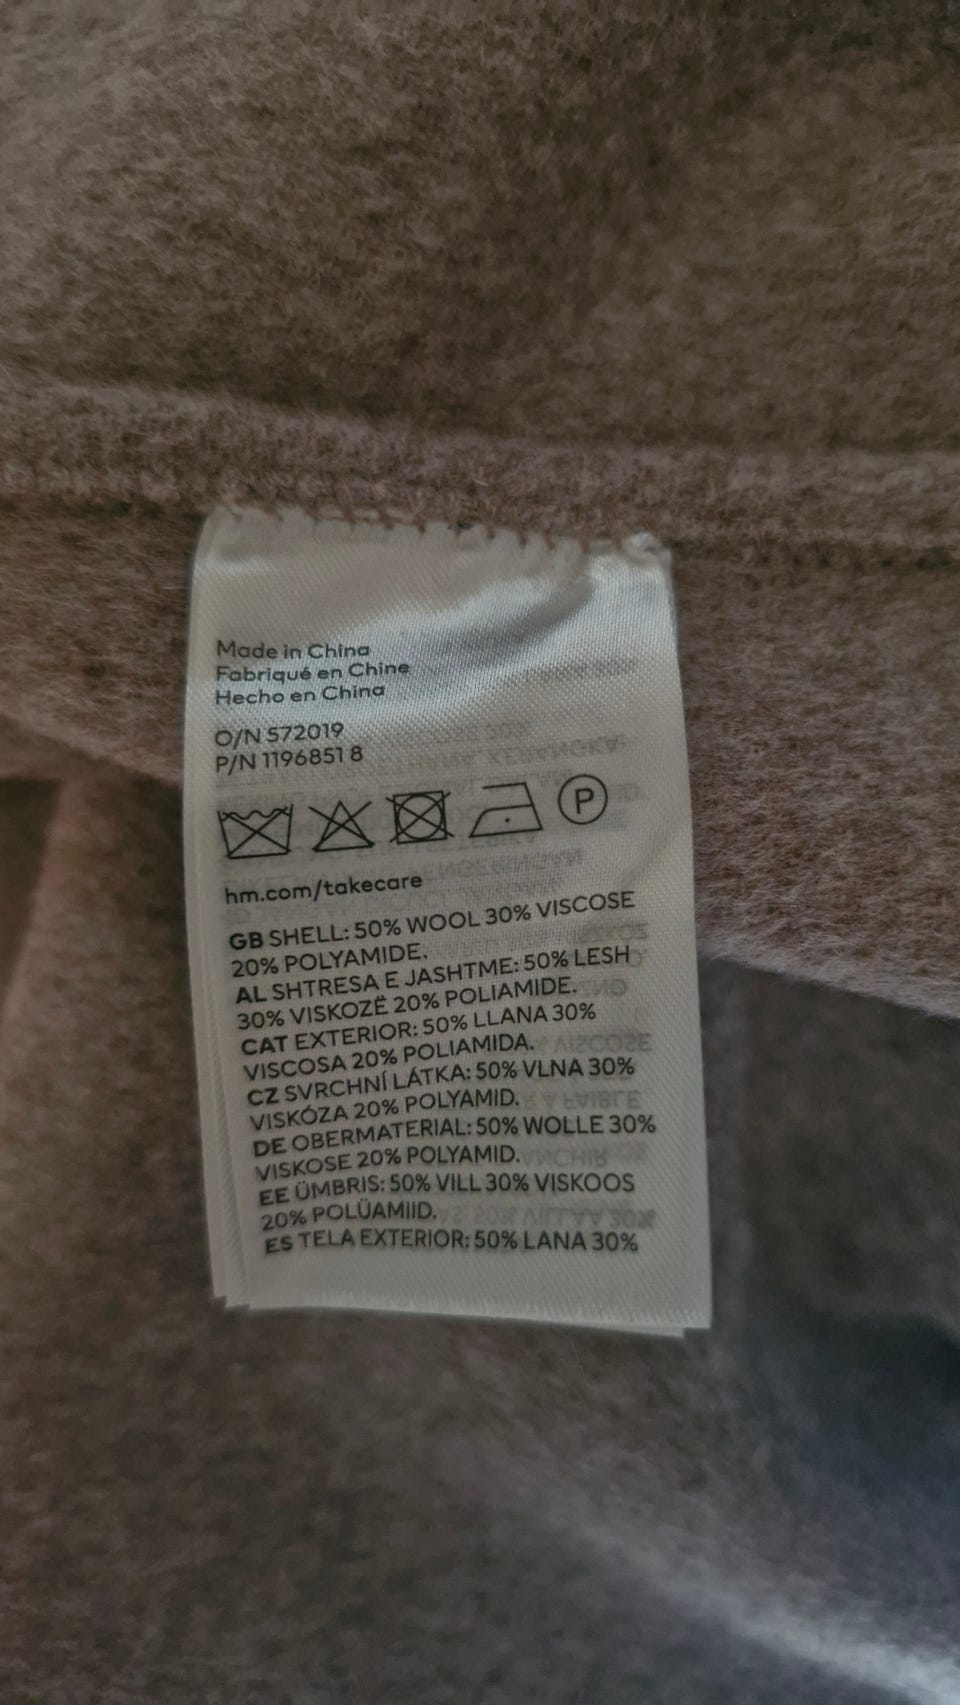 Made in China
Fabriqué en Chine
Hecho en China
O/N 572019
P/N 1196851 8
P
hm.com/takecare
GB SHELL: 50% WOOL 30% VISCOSE
20% POLYAMIDE.
AL SHTRESA E JASHTME: 50% LESH
30% VISKOZË 20% POLIAMIDE.
CAT EXTERIOR: 50% LLANA 30%
VISCOSA 20% POLIAMIDA.
CZ SVRCHNÍ LÁTKA: 50% VLNA 30%
VISKÓZA 20% POLYAMID.
DE OBERMATERIAL: 50% WOLLE 30%
VISKOSE 20% POLYAMID.
EE ÜMBRIS: 50% VILL 30% VISKOOS
20% POLÜAMIID.
ES TELA EXTERIOR: 50% LANA 30%